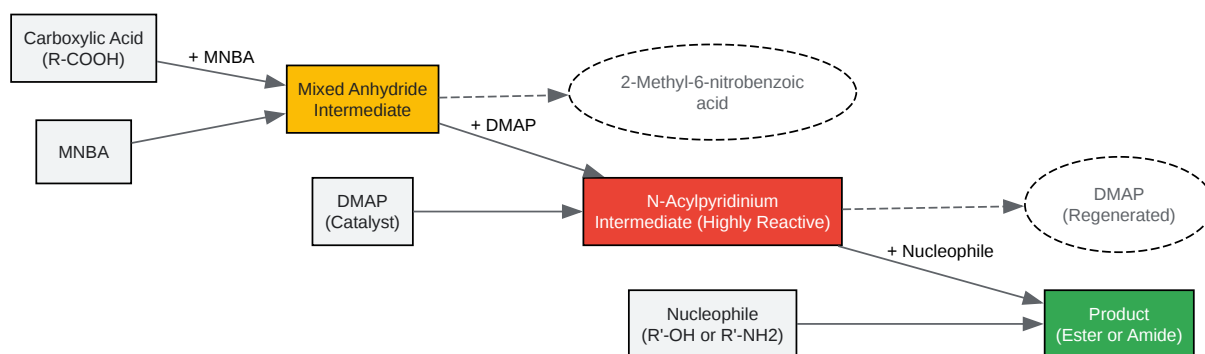 Carboxylic Acid
(R-COOH)
+ MNBA
Mixed Anhydride
Intermediate
2-Methyl-6-nitrobenzoic
acid
MNBA
+ DMAP
DMAP
(Catalyst)
N-Acylpyridinium
Intermediate (Highly Reactive)
DMAP
(Regenerated)
+ Nucleophile
Nucleophile
(R'-OH or R'-NH2)
Product
(Ester or Amide)